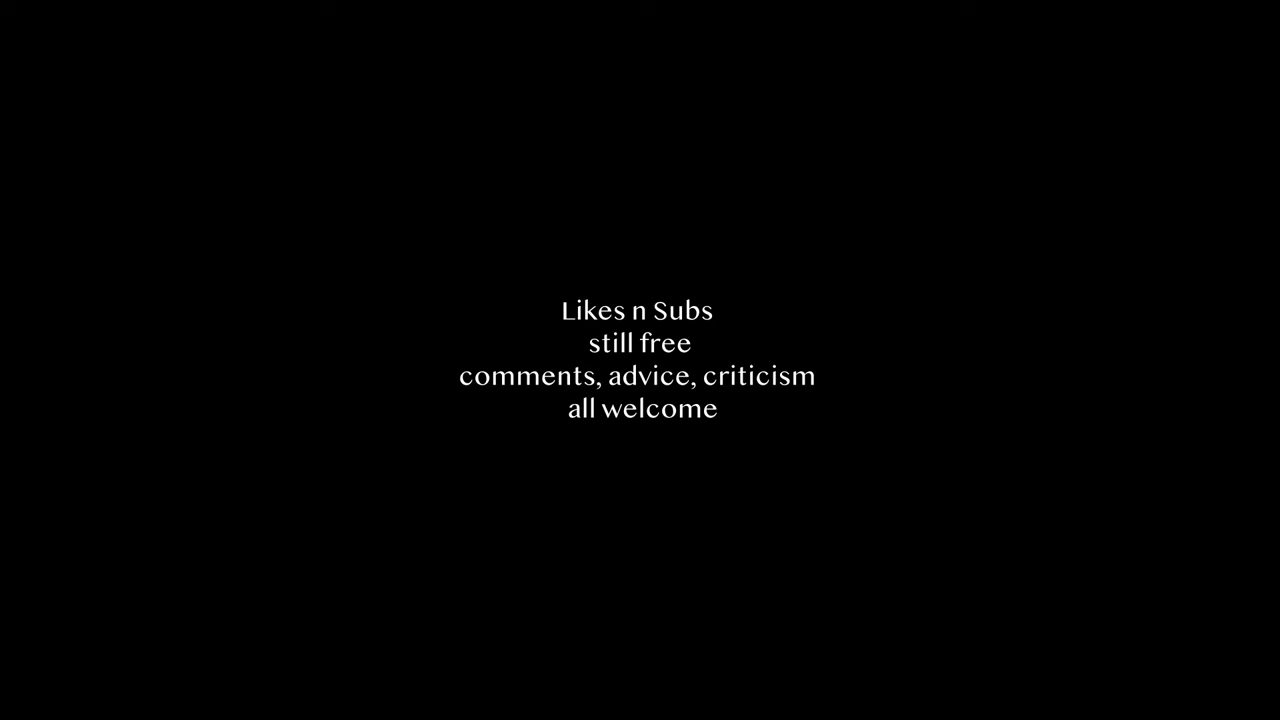 Likes n Subs
still free
comments, advice, criticism
all welcome